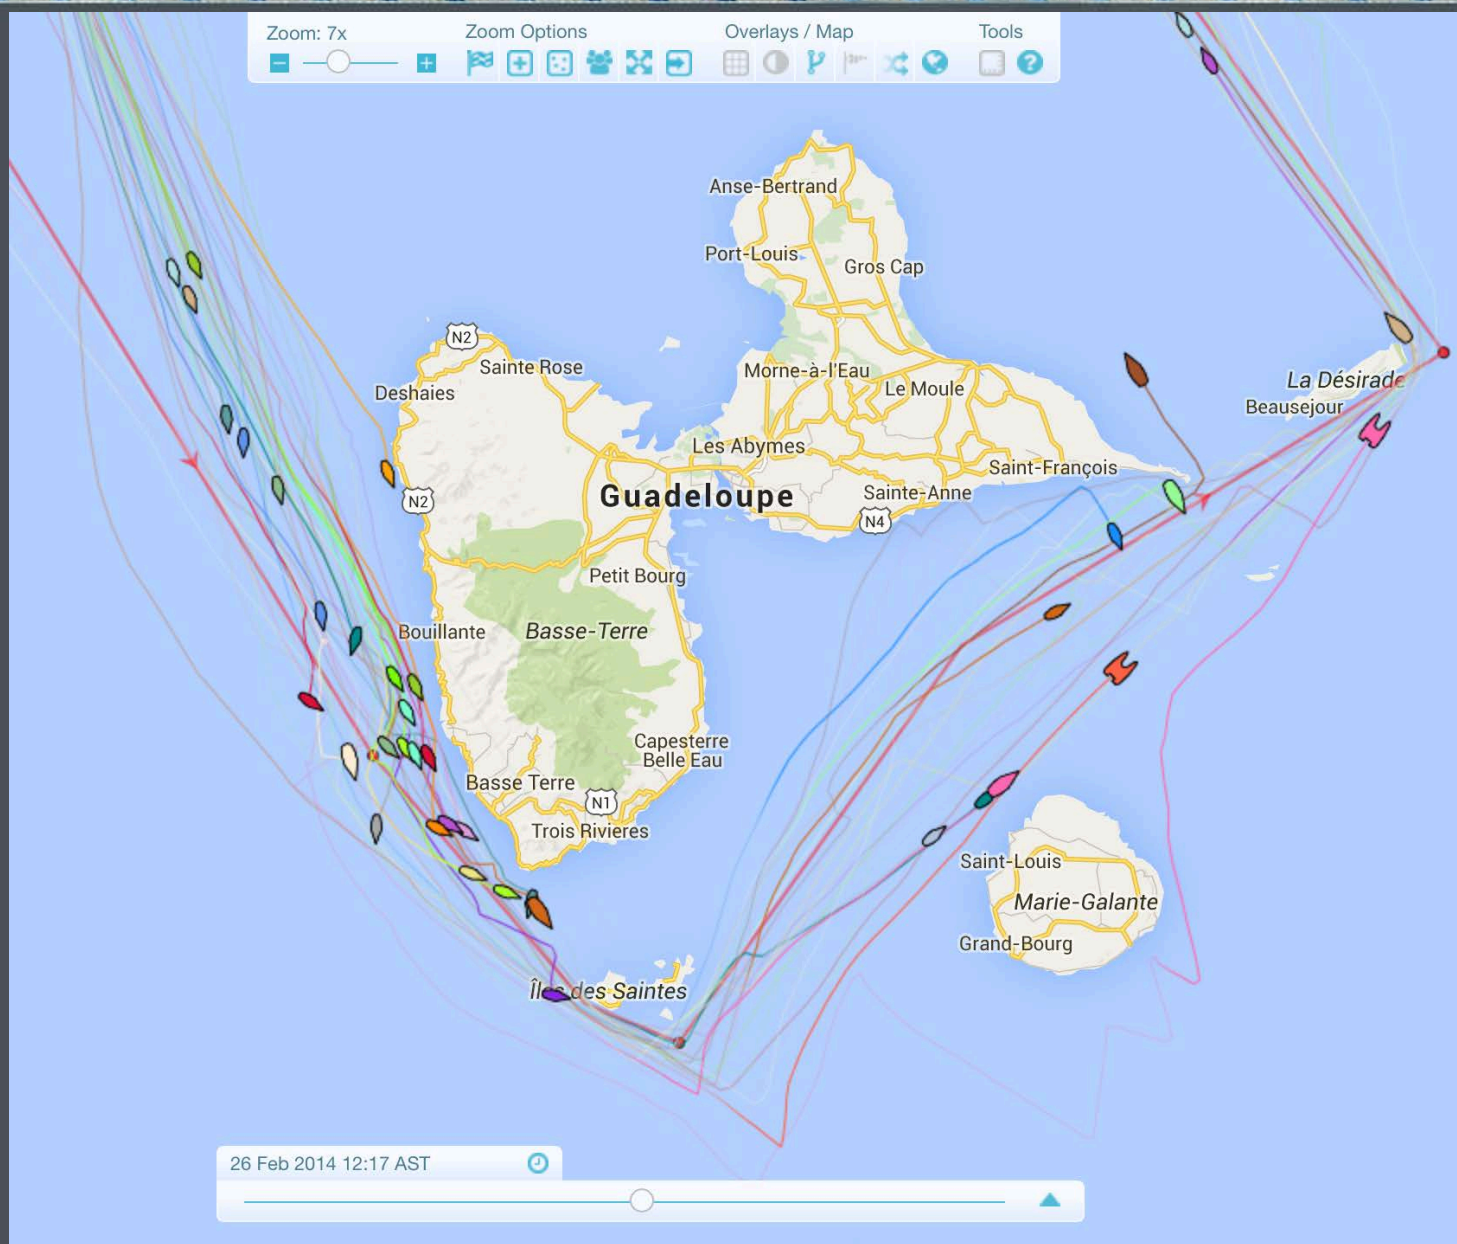 Zoom: 7x
Zoom Options
Overlays / Map
Tools
Anse-Bertrand
Port-Louis
Gros Cap
N2
Sainte Rose
Deshaies
Morne-à-l'Eau
Le Moule
La Désirade
Beausejour
Les Abymes
Saint-François
N2
Guadeloupe
Sainte-Anne
N4
Petit Bourg
Bouillante
Basse-Terre
Capesterre
Belle Eau
Basse Terre
N1
Trois Rivieres
Saint-Louis
Marie-Galante
Grand-Bourg
Îles des Saintes
26 Feb 2014 12:17 AST